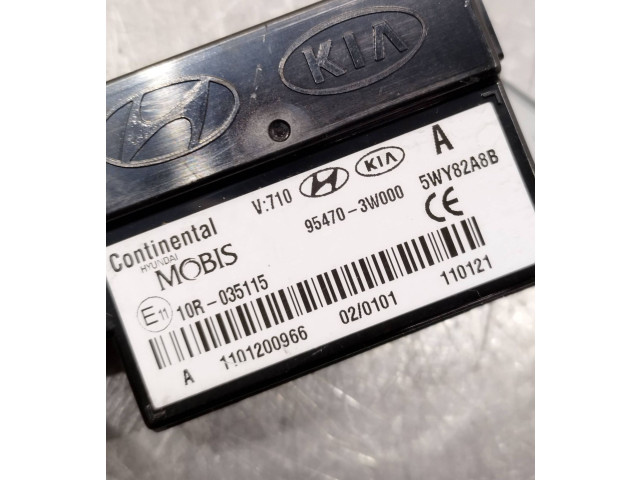 KIA
A
V:710 KIA 5WY82A8B
Continental 95470-3W000 CE
HYUNDAI
MOBIS
E11 10R-035115 110121
02/0101
A 1101200966